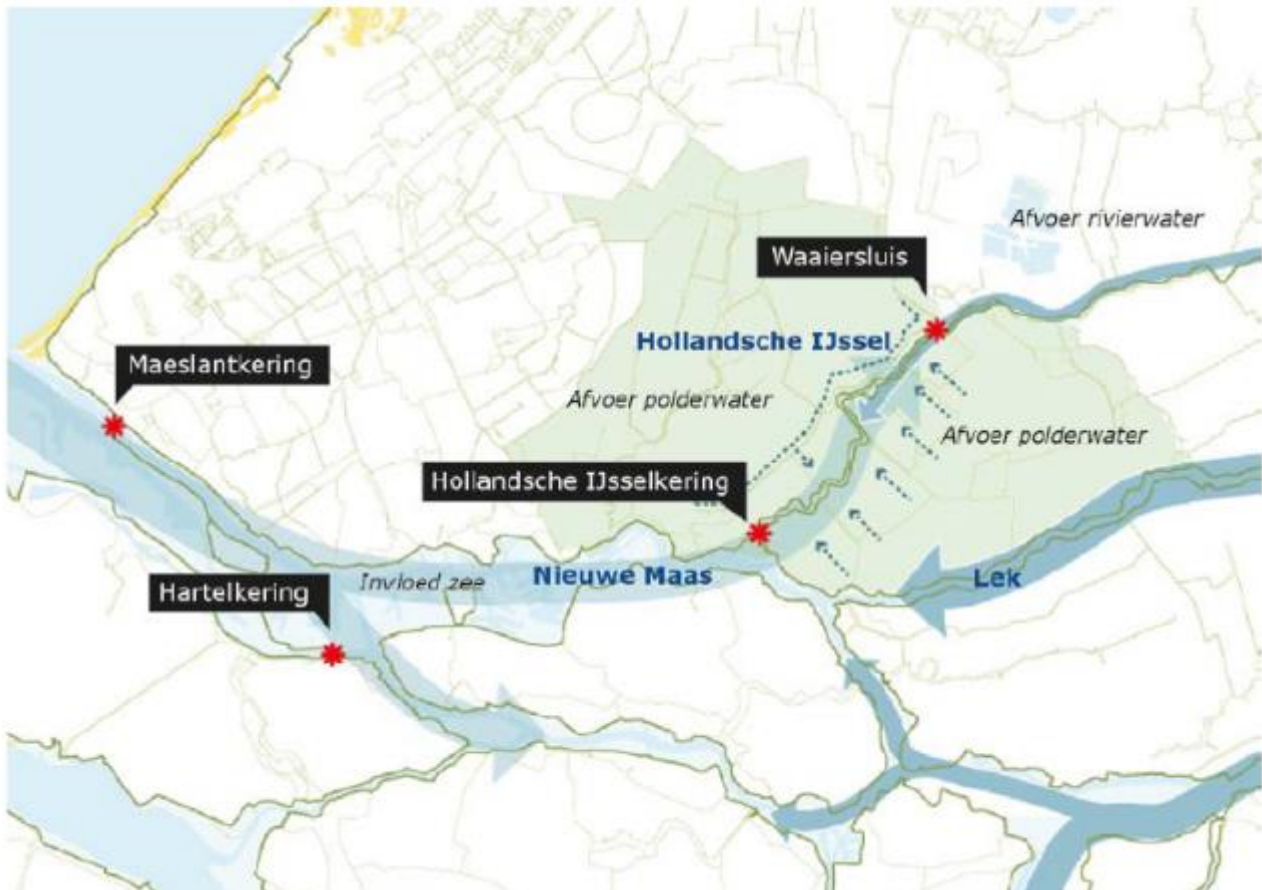 Afvoer rivierwater
Waaiersluis
Hollandsche IJssel
Maeslantkering
Afvoer polderwater
Afvoer polderwater
Hollandsche IJsselkering
Invloed zee
Nieuwe Maas
Lek
Hartelkering